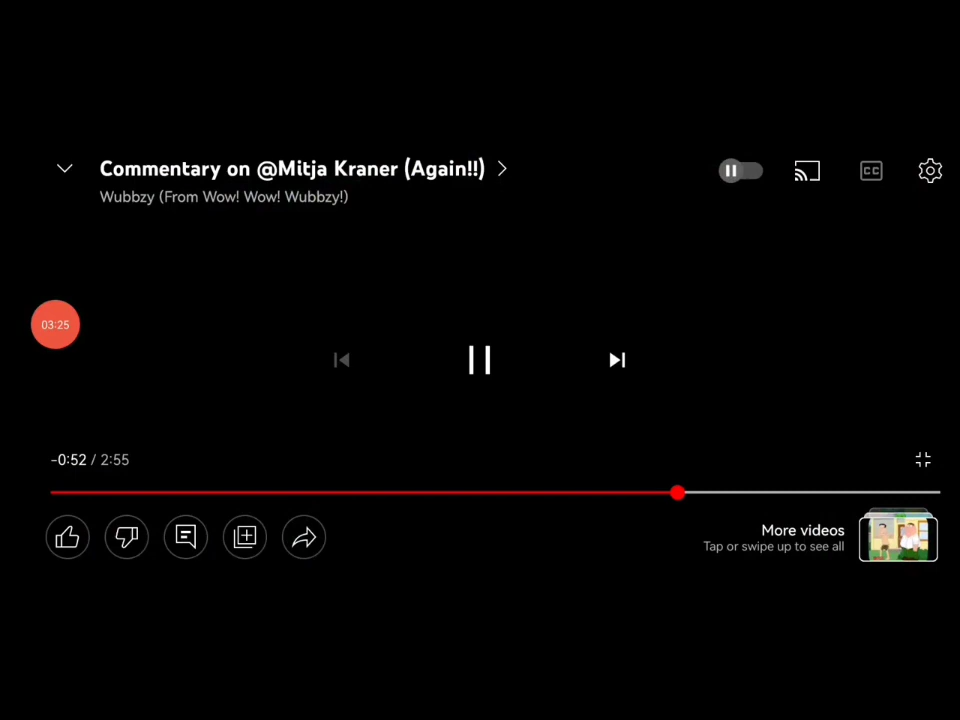 Commentary on @Mitja Kraner (Again!!)
Wubbzy (From Wow! Wow! Wubbzy!)
CC
03:25
-0:52 / 2:55
More videos
Tap or swipe up to see all